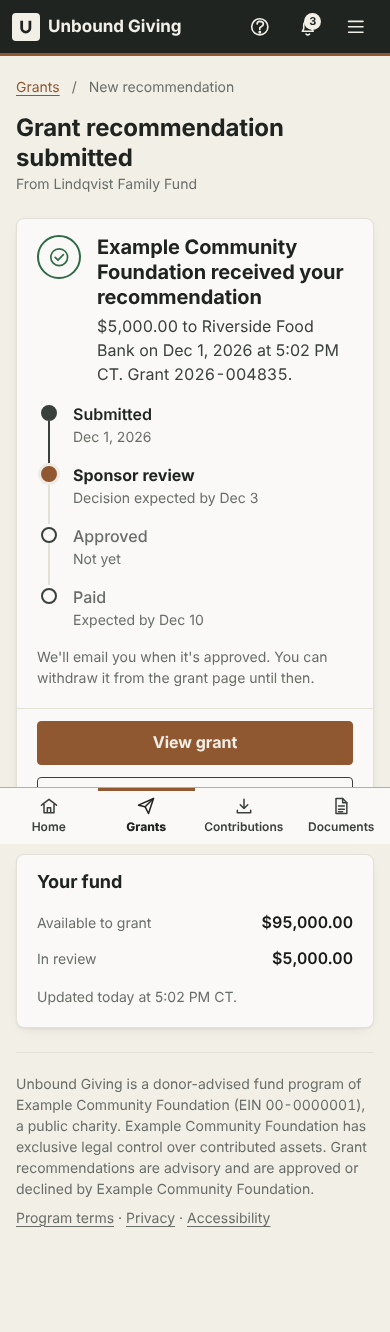 U Unbound Giving 3
Grants / New recommendation
Grant recommendation
submitted
From Lindqvist Family Fund
Example Community
Foundation received your
recommendation
$5,000.00 to Riverside Food
Bank on Dec 1, 2026 at 5:02 PM
CT. Grant 2026-004835.
Submitted
Dec 1, 2026
Sponsor review
Decision expected by Dec 3
Approved
Not yet
Paid
Expected by Dec 10
We'll email you when it's approved. You can
withdraw it from the grant page until then.
View grant
Home Grants Contributions Documents
Your fund
Available to grant $95,000.00
In review $5,000.00
Updated today at 5:02 PM CT.
Unbound Giving is a donor-advised fund program of
Example Community Foundation (EIN 00-0000001),
a public charity. Example Community Foundation has
exclusive legal control over contributed assets. Grant
recommendations are advisory and are approved or
declined by Example Community Foundation.
Program terms · Privacy · Accessibility